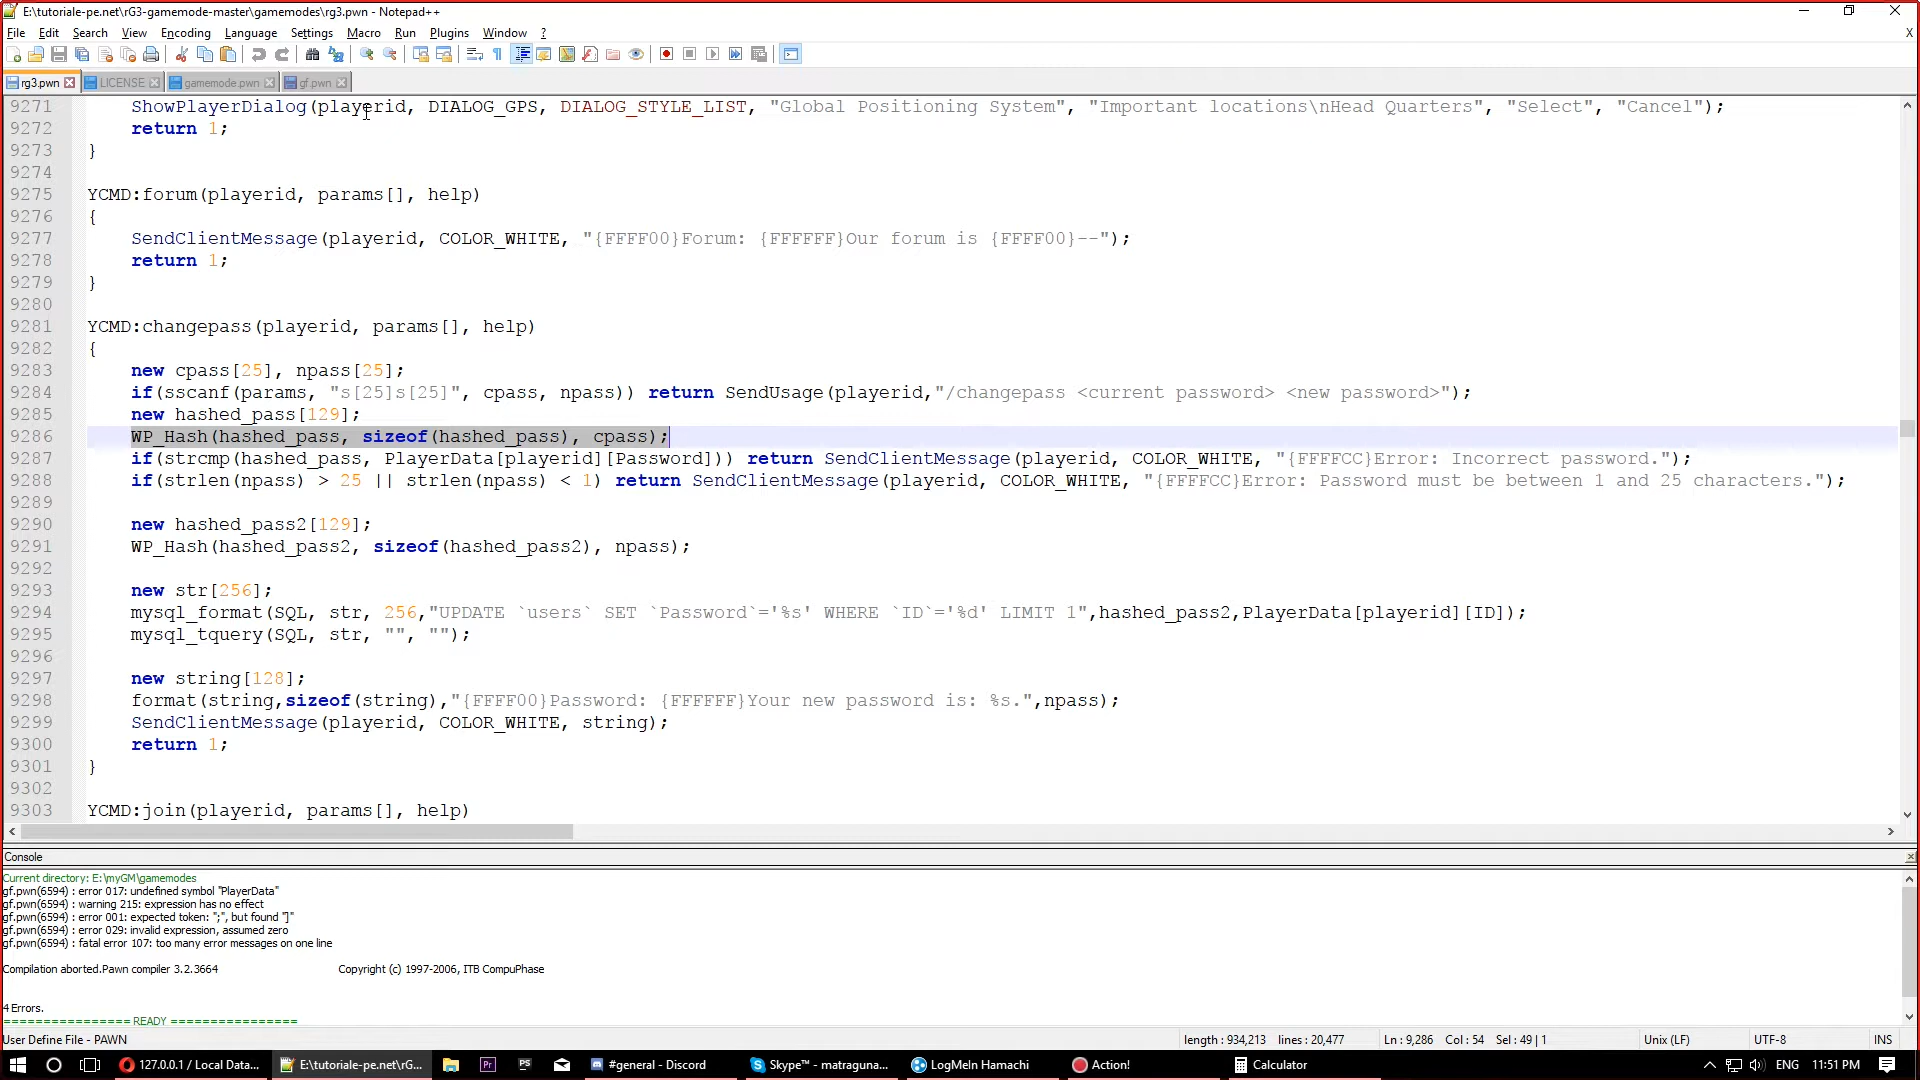 E:\tutoriale-pe.net\rG3-gamemode-master\gamemodes\rg3.pwn - Notepad++
File Edit Search View Encoding Language Settings Tools Macro Run Plugins Window ? X
rg3.pwn LICENSE gamemode.pwn gf.pwn
9271 ShowPlayerDialog(playerid, DIALOG_GPS, DIALOG_STYLE_LIST, "Global Positioning System", "Important locations\nHead Quarters", "Select", "Cancel");
9272 return 1;
9273 }
9274
9275 YCMD:forum(playerid, params[], help)
9276 {
9277 SendClientMessage(playerid, COLOR_WHITE, "{FFFF00}Forum: {FFFFFF}Our forum is {FFFF00}--");
9278 return 1;
9279 }
9280
9281 YCMD:changepass(playerid, params[], help)
9282 {
9283 new cpass[25], npass[25];
9284 if(sscanf(params, "s[25]s[25]", cpass, npass)) return SendUsage(playerid,"/changepass <current password> <new password>");
9285 new hashed_pass[129];
9286 WP_Hash(hashed_pass, sizeof(hashed_pass), cpass);
9287 if(strcmp(hashed_pass, PlayerData[playerid][Password])) return SendClientMessage(playerid, COLOR_WHITE, "{FFFFCC}Error: Incorrect password.");
9288 if(strlen(npass) > 25 || strlen(npass) < 1) return SendClientMessage(playerid, COLOR_WHITE, "{FFFFCC}Error: Password must be between 1 and 25 characters.");
9289
9290 new hashed_pass2[129];
9291 WP_Hash(hashed_pass2, sizeof(hashed_pass2), npass);
9292
9293 new str[256];
9294 mysql_format(SQL, str, 256,"UPDATE `users` SET `Password`='%s' WHERE `ID`='%d' LIMIT 1",hashed_pass2,PlayerData[playerid][ID]);
9295 mysql_tquery(SQL, str, "", "");
9296
9297 new string[128];
9298 format(string,sizeof(string),"{FFFF00}Password: {FFFFFF}Your new password is: %s.",npass);
9299 SendClientMessage(playerid, COLOR_WHITE, string);
9300 return 1;
9301 }
9302
9303 YCMD:join(playerid, params[], help)
Console
Current directory: E:\myGM\gamemodes
gf.pwn(6594) : error 017: undefined symbol "PlayerData"
gf.pwn(6594) : warning 215: expression has no effect
gf.pwn(6594) : error 001: expected token: ";", but found "]"
gf.pwn(6594) : error 029: invalid expression, assumed zero
gf.pwn(6594) : fatal error 107: too many error messages on one line
Compilation aborted.Pawn compiler 3.2.3664 Copyright (c) 1997-2006, ITB CompuPhase
4 Errors.
================ READY ================
User Define File - PAWN length : 934,213 lines : 20,477 Ln : 9,286 Col : 54 Sel : 49 | 1 Unix (LF) UTF-8 INS
127.0.0.1 / Local Data... E:\tutoriale-pe.net\rG... Pr PS #general - Discord Skype™ - matraguna... LogMeIn Hamachi Action! Calculator ENG 11:51 PM